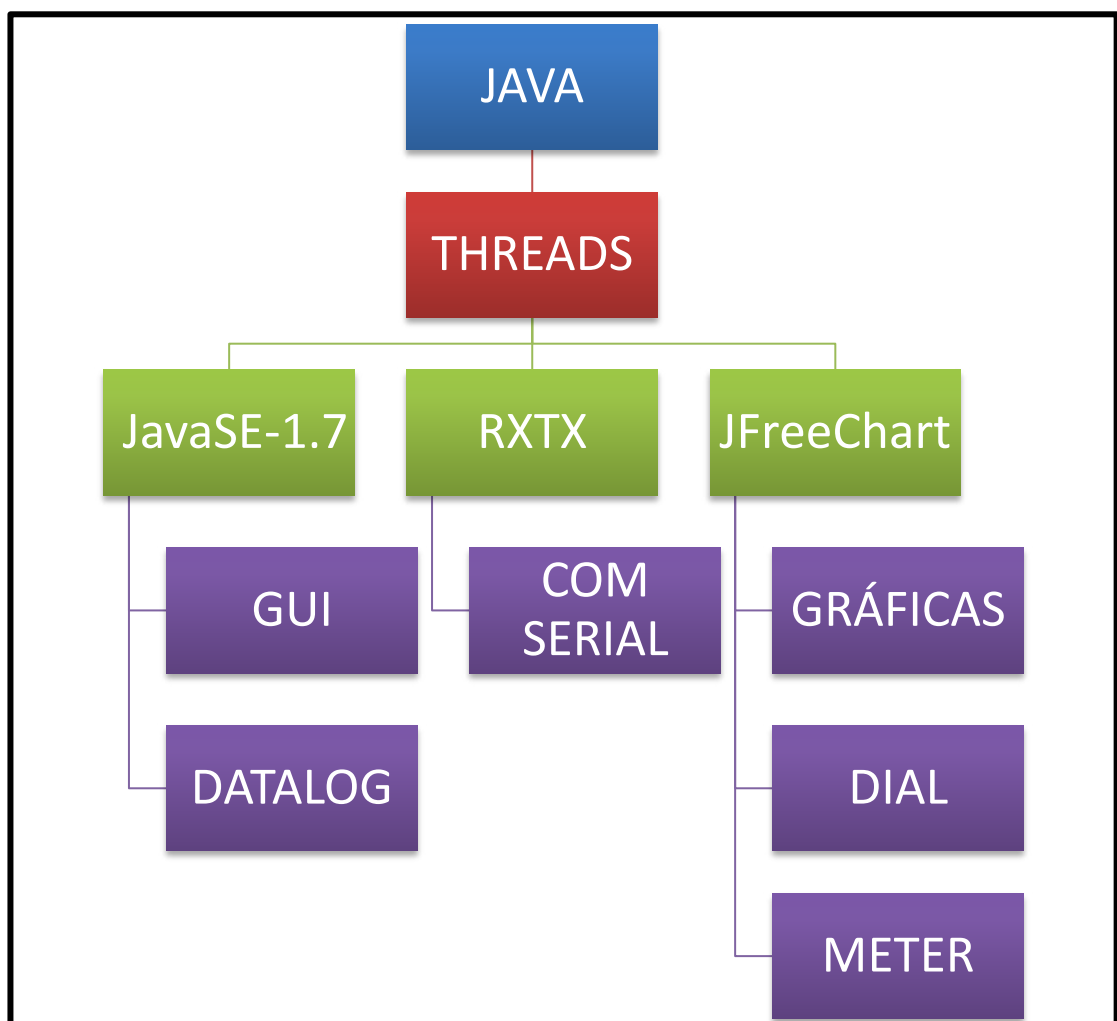 JAVA
THREADS
JavaSE-1.7
RXTX
JFreeChart
GUI
COM
SERIAL
GRÁFICAS
DATALOG
DIAL
METER